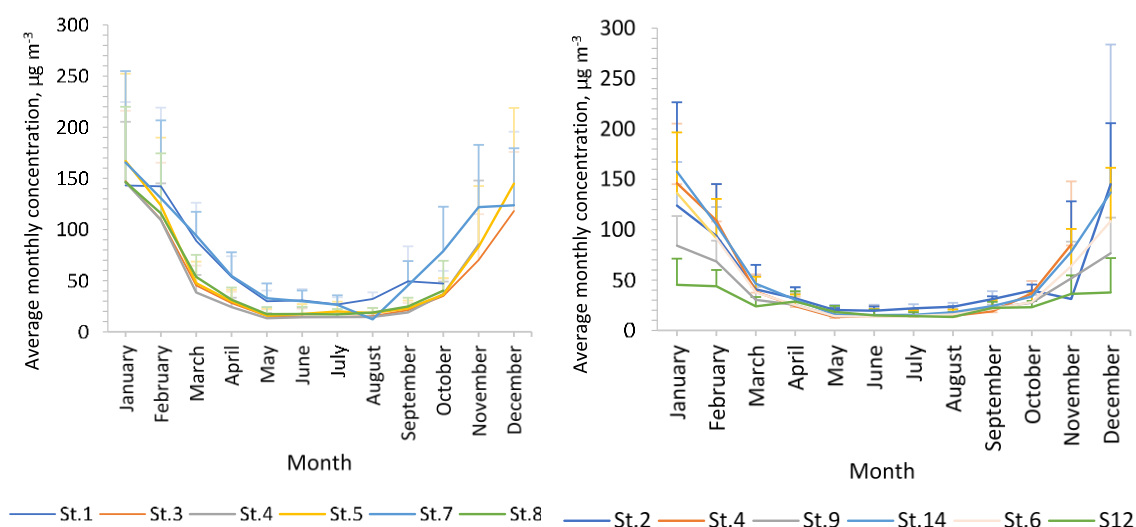 Average monthly concentration, µg m⁻³
300
250
200
150
100
50
0
January
February
March
April
May
June
July
August
September
October
November
December
Month
St.1 St.3 St.4 St.5 St.7 St.8
Average monthly concentration, µg m⁻³
300
250
200
150
100
50
0
January
February
March
April
May
June
July
August
September
October
November
December
Month
St.2 St.4 St.9 St.14 St.6 S12